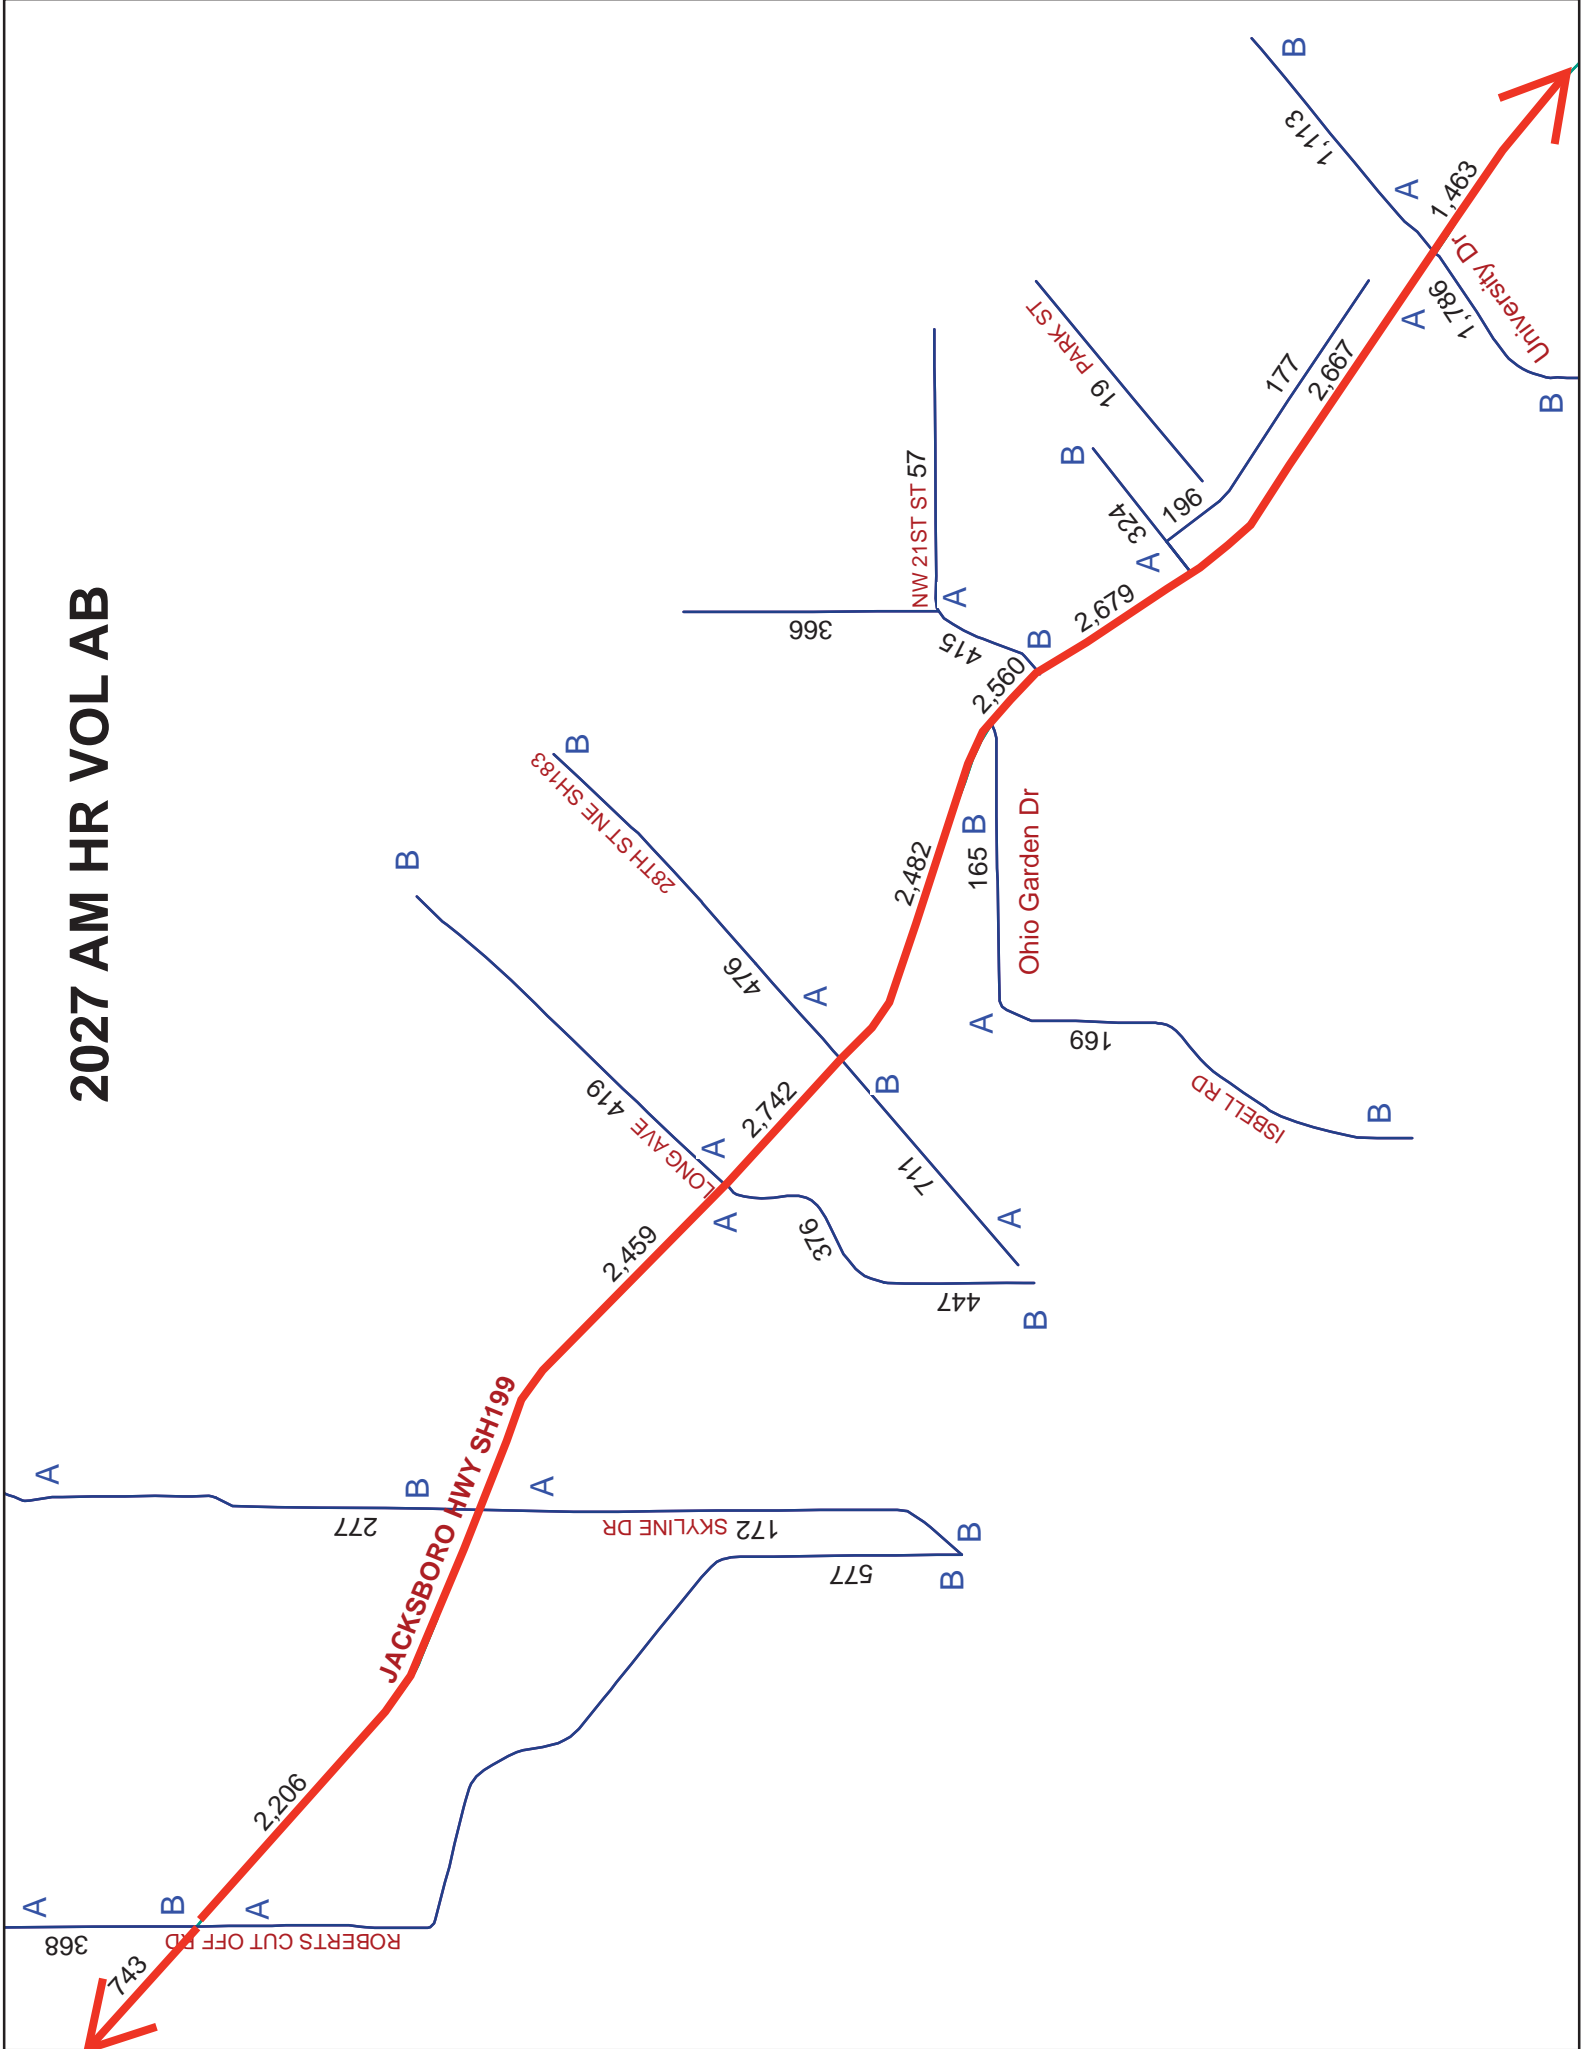 2027 AM HR VOL AB
A
368
B
A
ROBERTS CUT OFF RD
743
2,206
JACKSBORO HWY SH199
A
277
B
A
SKYLINE DR
172
B
577
B
2,459
B
419
LONG AVE
A
A
376
447
B
2,742
28TH ST NE SH183
B
476
A
B
711
A
2,482
B
165
Ohio Garden Dr
A
169
ISBELL RD
B
2,560
366
NW 21ST ST
57
A
415
B
2,679
B
324
A
196
PARK ST
19
177
2,667
B
1,113
A
1,463
University Dr
A
1,786
B